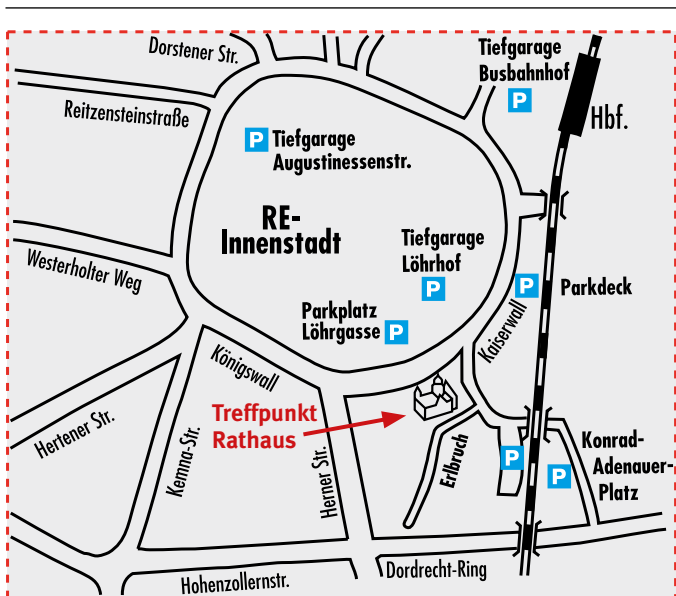 Dorstener Str.
Tiefgarage
Busbahnhof
P
Hbf.
Reitzensteinstraße
P
Tiefgarage
Augustinessenstr.
RE-
Innenstadt
Tiefgarage
Löhrhof
P
Westerholter Weg
P
Parkdeck
Parkplatz
Löhrgasse
P
Kaiserwall
Königswall
Treffpunkt
Rathaus
Hertener Str.
Kemna-Str.
Herner Str.
Erlbruch
P
P
Konrad-
Adenauer-
Platz
Hohenzollernstr.
Dordrecht-Ring